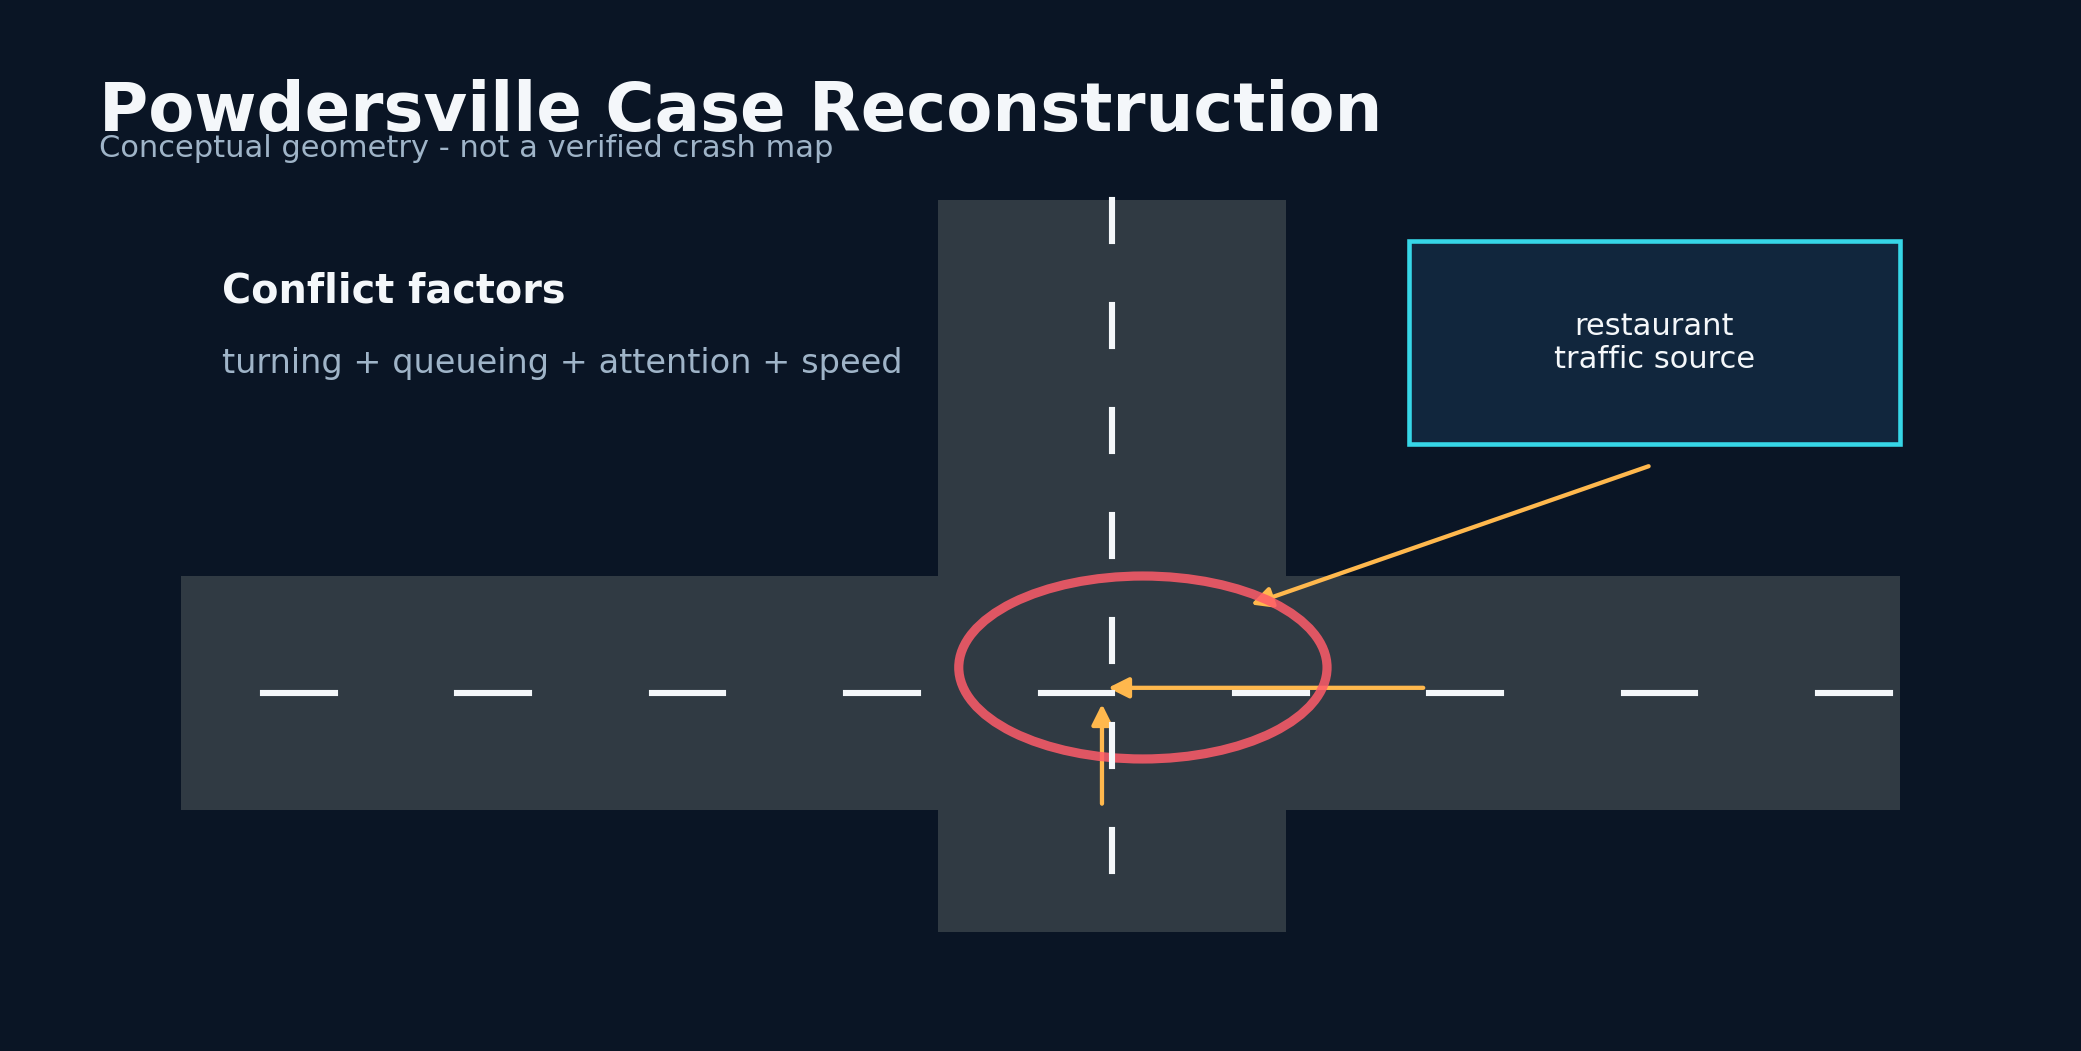 Powdersville Case Reconstruction
Conceptual geometry - not a verified crash map
Conflict factors
turning + queueing + attention + speed
restaurant
traffic source